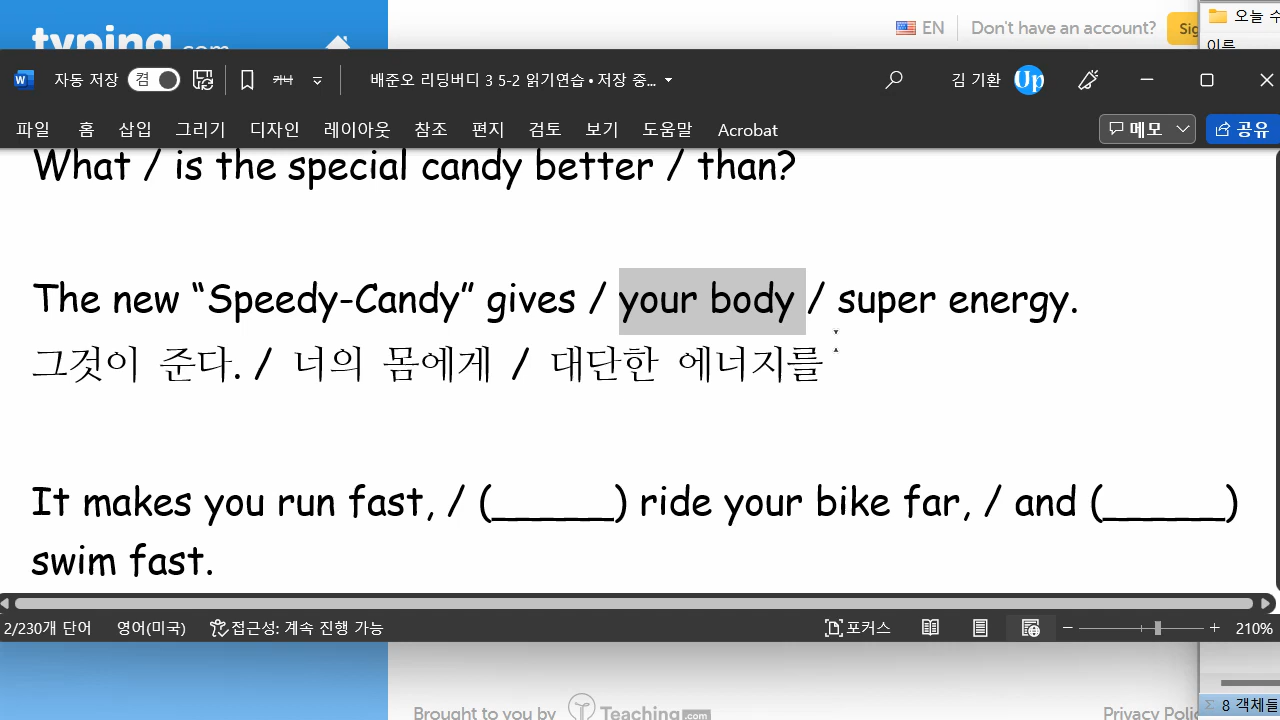 typing.com
EN
Don't have an account?
오늘 수
이름
자동 저장
켬
배준오 리딩버디 3 5-2 읽기연습 • 저장 중...
김 기환
Up
파일 홈 삽입 그리기 디자인 레이아웃 참조 편지 검토 보기 도움말 Acrobat
메모
공유
What / is the special candy better / than?
The new “Speedy-Candy” gives / your body / super energy.
그것이 준다. / 너의 몸에게 / 대단한 에너지를
It makes you run fast, / (_____) ride your bike far, / and (_____)
swim fast.
2/230개 단어 영어(미국) 접근성: 계속 진행 가능
포커스
210%
Brought to you by Teaching.com
Privacy
8